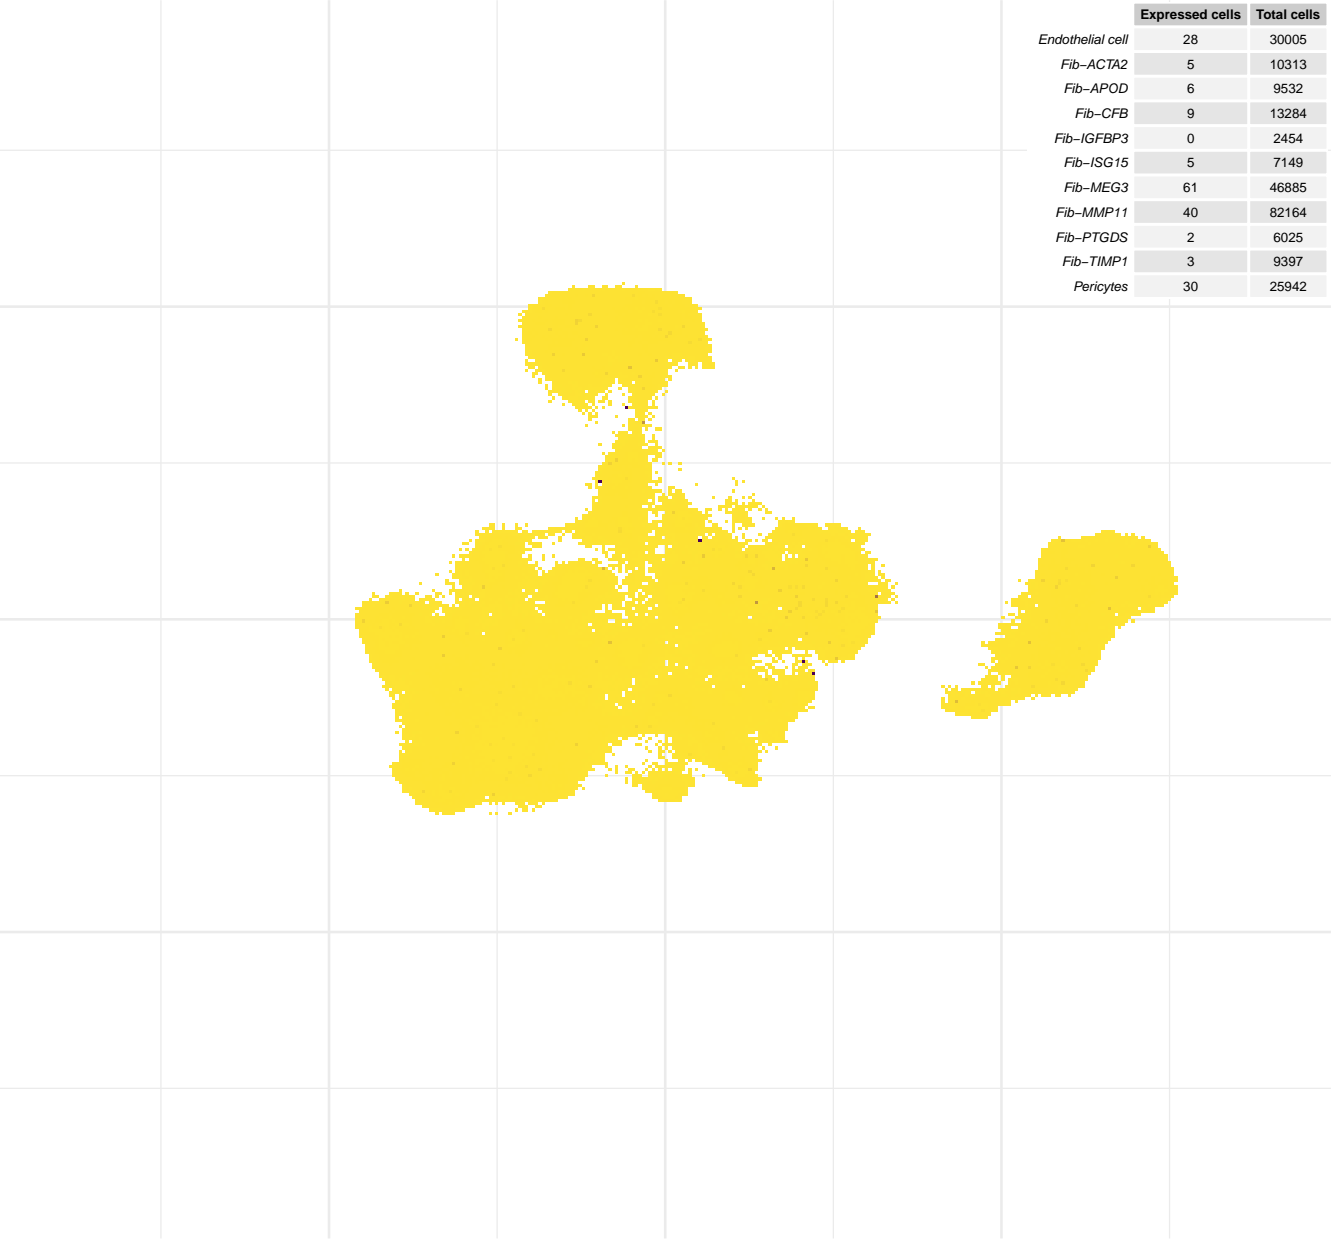 Expressed cells Total cells
Endothelial cell 28 30005
Fib−ACTA2 5 10313
Fib−APOD 6 9532
Fib−CFB 9 13284
Fib−IGFBP3 0 2454
Fib−ISG15 5 7149
Fib−MEG3 61 46885
Fib−MMP11 40 82164
Fib−PTGDS 2 6025
Fib−TIMP1 3 9397
Pericytes 30 25942